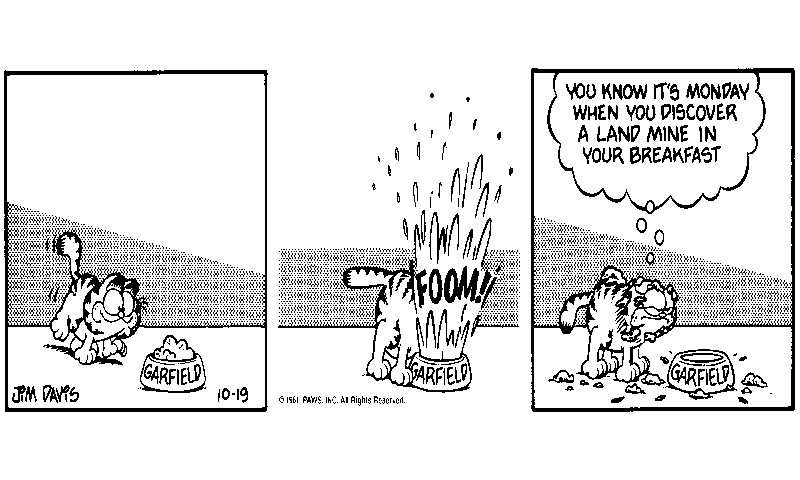 GARFIELD
JIM DAVIS
10-19
FOOM!!
GARFIELD
© 1981 PAWS, INC. All Rights Reserved.
YOU KNOW IT'S MONDAY
WHEN YOU DISCOVER
A LAND MINE IN
YOUR BREAKFAST
GARFIELD